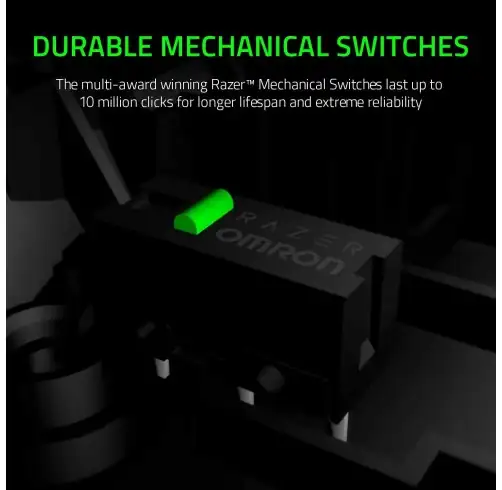 DURABLE MECHANICAL SWITCHES
The multi-award winning Razer™ Mechanical Switches last up to
10 million clicks for longer lifespan and extreme reliability
RAZER
OMRON